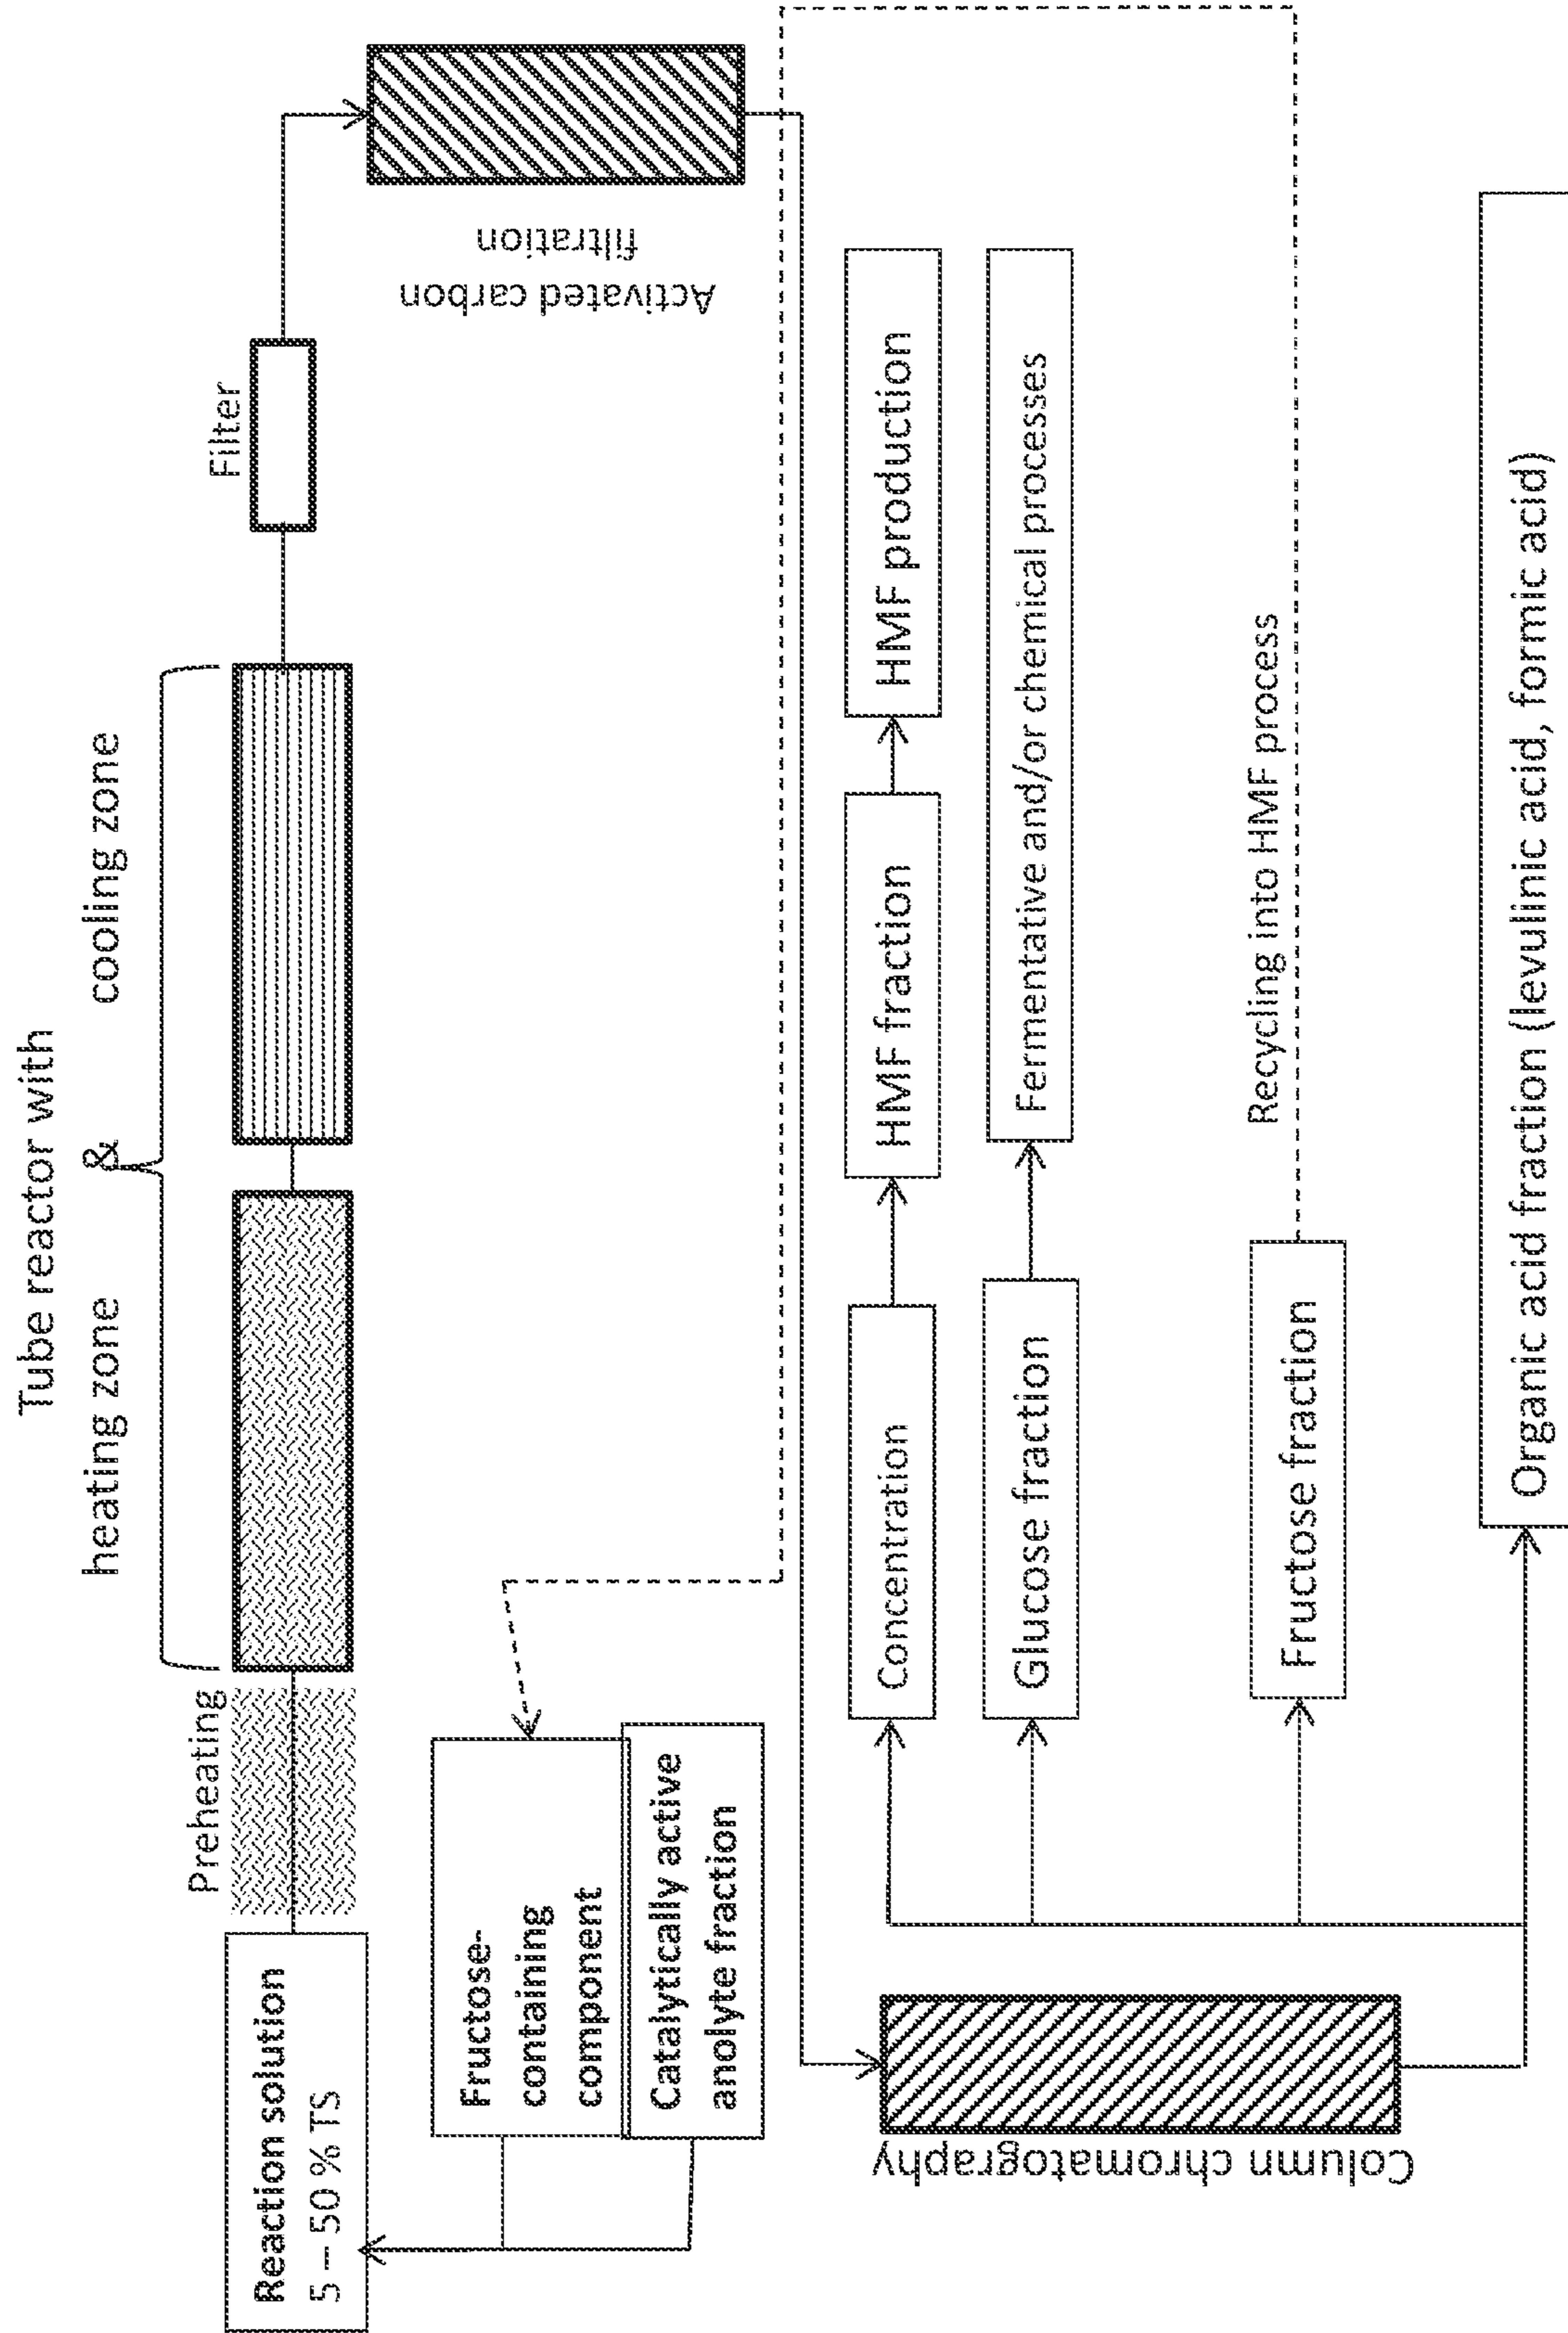 Tube reactor with
heating zone & cooling zone
Preheating
Filter
Reaction solution
5 – 50 % TS
Fructose-
containing
component
Catalytically active
anolyte fraction
Activated carbon
filtration
Column chromatography
Concentration
HMF fraction
HMF production
Glucose fraction
Fermentative and/or chemical processes
Fructose fraction
Recycling into HMF process
Organic acid fraction (levulinic acid, formic acid)